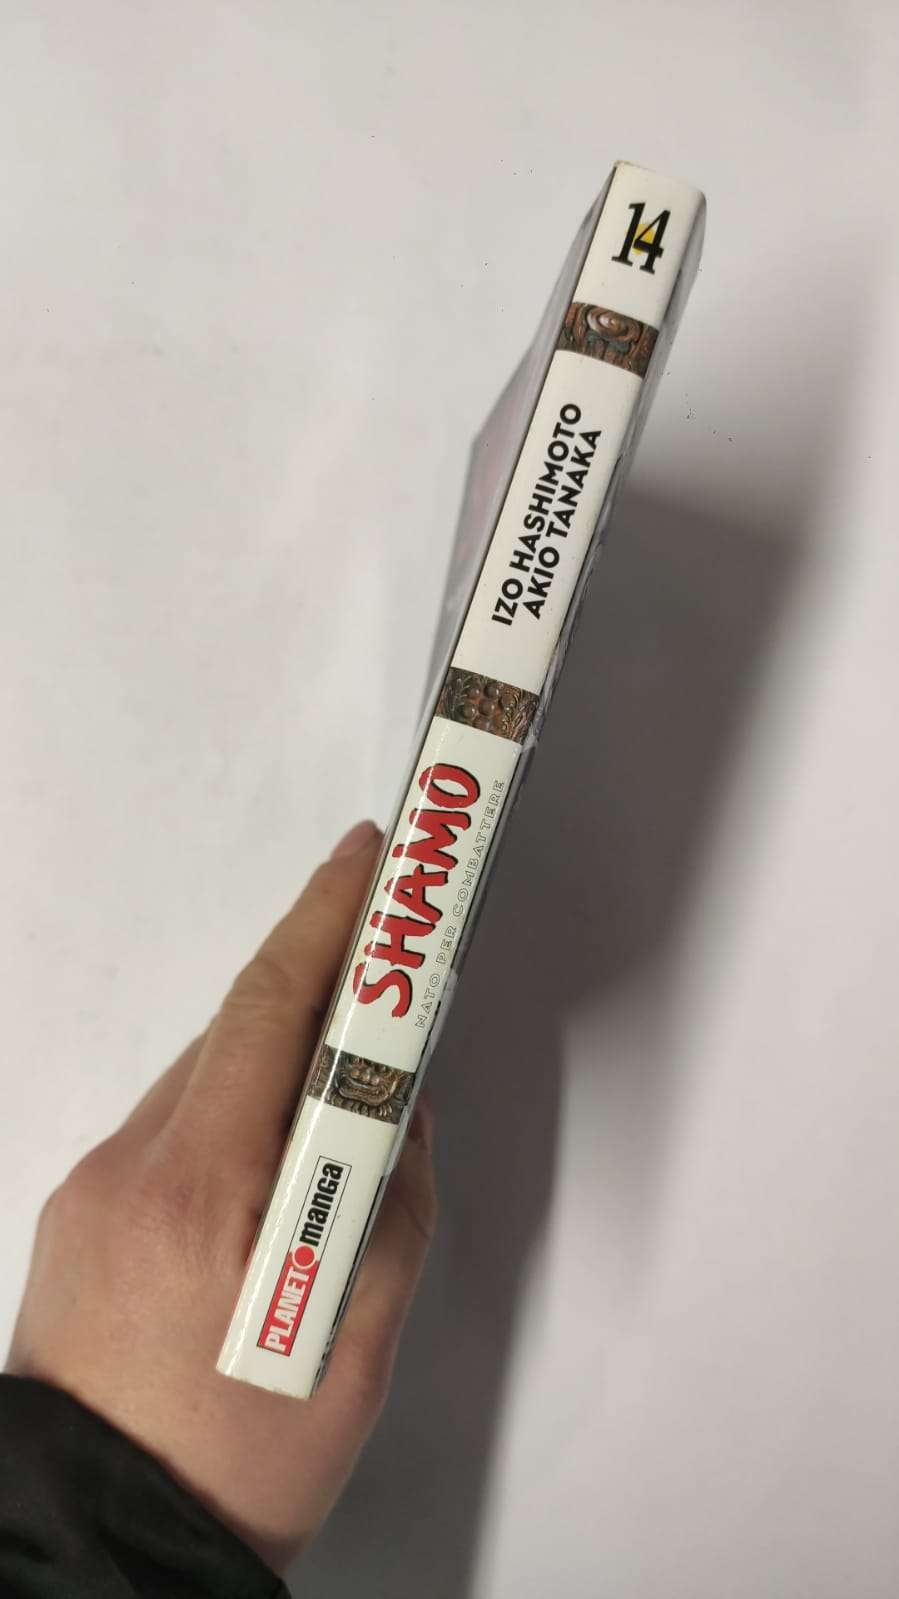 14
IZO HASHIMOTO
AKIO TANAKA
SHAMO
NATO PER COMBATTERE
PLANET manga